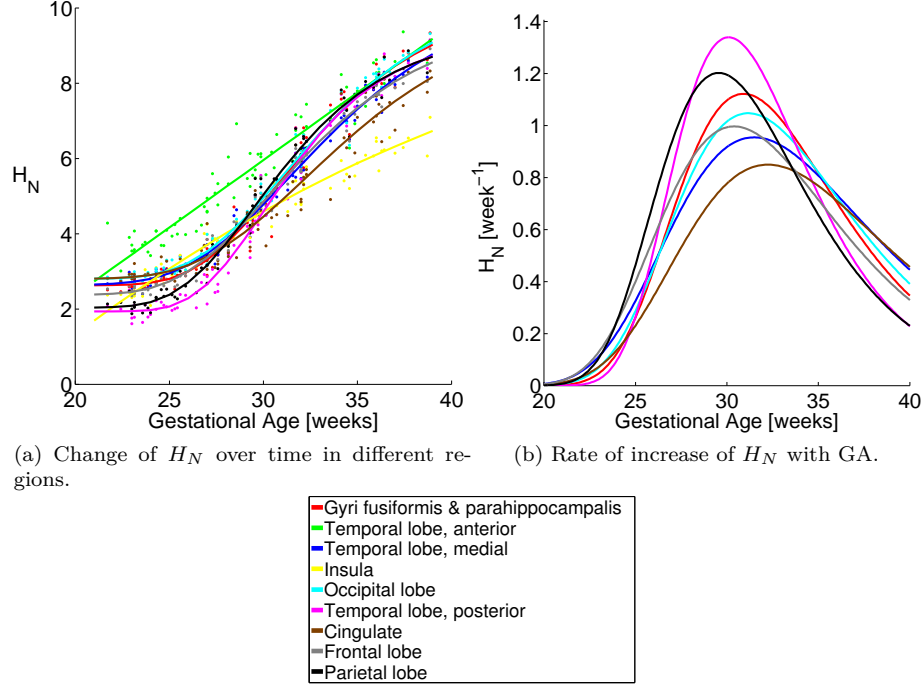 10
8
6
4
2
0
H_N
20 25 30 35 40
Gestational Age [weeks]
(a) Change of H_N over time in different re-
gions.
1.4
1.2
1
0.8
0.6
0.4
0.2
0
H_N [week⁻¹]
20 25 30 35 40
Gestational Age [weeks]
(b) Rate of increase of H_N with GA.
Gyri fusiformis & parahippocampalis
Temporal lobe, anterior
Temporal lobe, medial
Insula
Occipital lobe
Temporal lobe, posterior
Cingulate
Frontal lobe
Parietal lobe